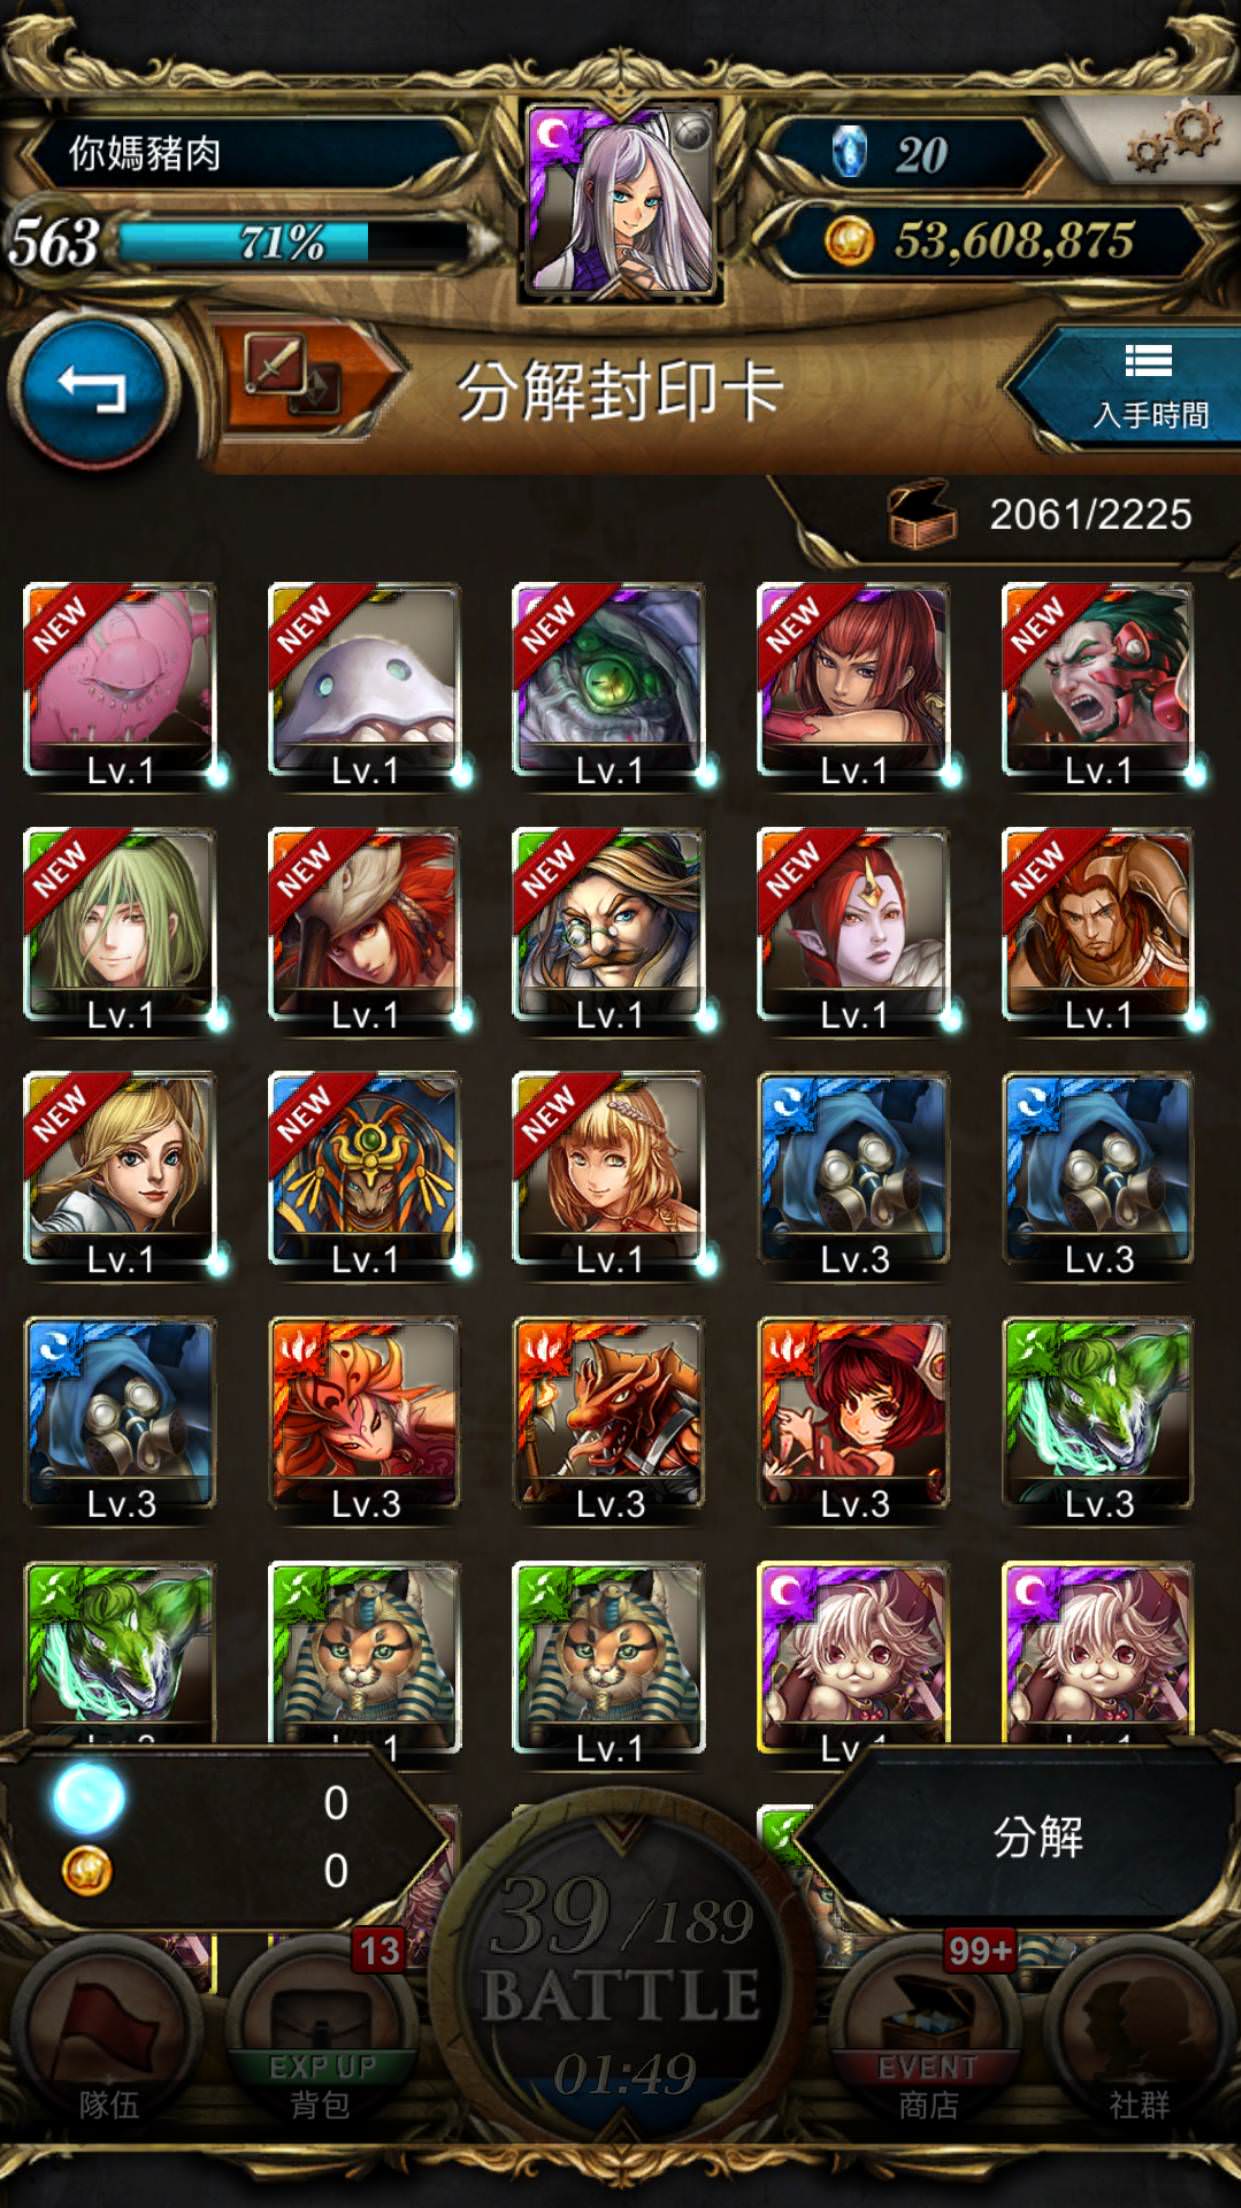 你媽豬肉
20
563
71%
53,608,875
分解封印卡
入手時間
2061/2225
NEW NEW NEW NEW NEW
Lv.1 Lv.1 Lv.1 Lv.1 Lv.1
NEW NEW NEW NEW NEW
Lv.1 Lv.1 Lv.1 Lv.1 Lv.1
NEW NEW NEW
Lv.1 Lv.1 Lv.1 Lv.3 Lv.3
Lv.3 Lv.3 Lv.3 Lv.3 Lv.3
Lv.1
0
0
分解
39/189
BATTLE
01:49
13
99+
EXP UP
EVENT
隊伍
背包
商店
社群